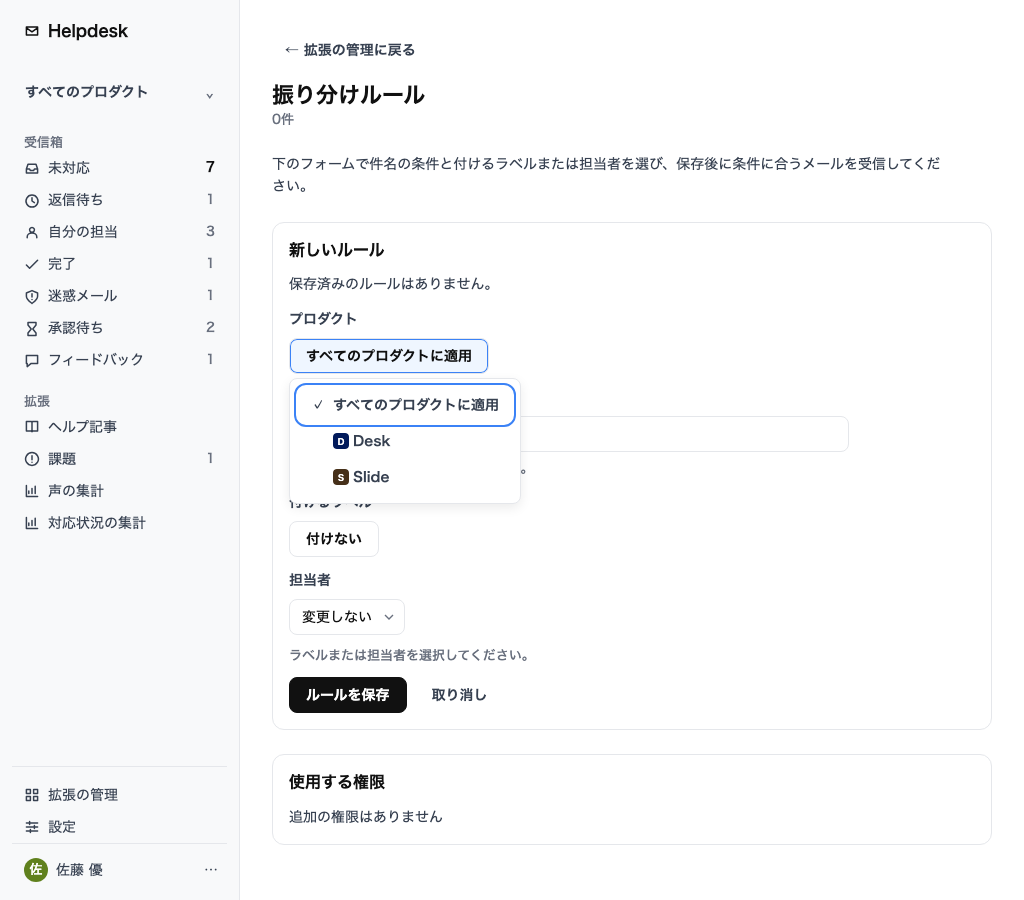 Helpdesk
すべてのプロダクト
受信箱
未対応 7
返信待ち 1
自分の担当 3
完了 1
迷惑メール 1
承認待ち 2
フィードバック 1
拡張
ヘルプ記事
課題 1
声の集計
対応状況の集計
拡張の管理
設定
佐 佐藤 優 …
← 拡張の管理に戻る
振り分けルール
0件
下のフォームで件名の条件と付けるラベルまたは担当者を選び、保存後に条件に合うメールを受信してくだ
さい。
新しいルール
保存済みのルールはありません。
プロダクト
すべてのプロダクトに適用
✓ すべてのプロダクトに適用
D Desk
S Slide
。
付けるラベル
付けない
担当者
変更しない
ラベルまたは担当者を選択してください。
ルールを保存 取り消し
使用する権限
追加の権限はありません